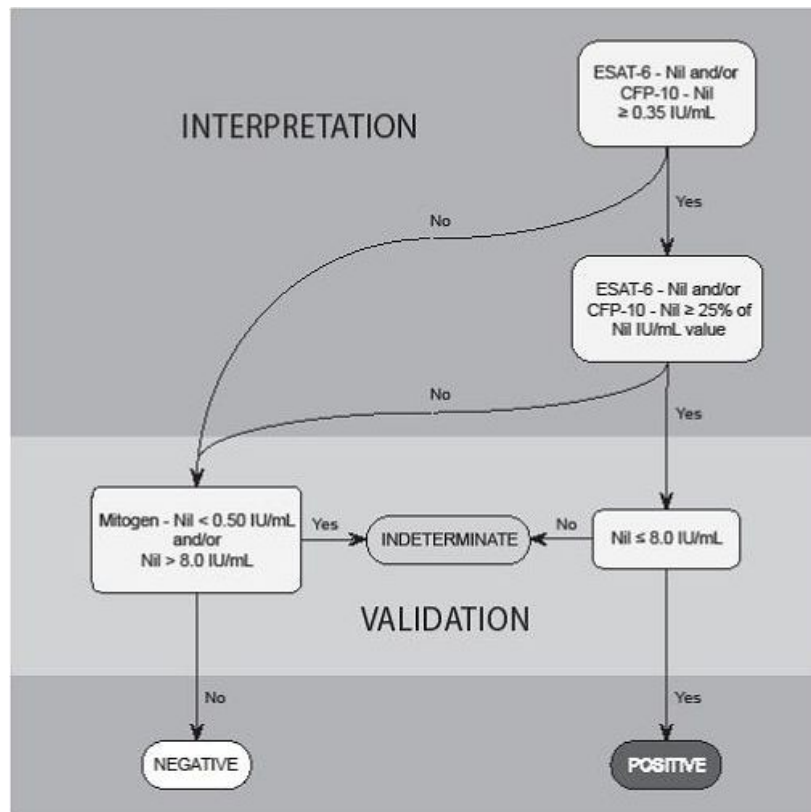 INTERPRETATION
ESAT-6 - Nil and/or
CFP-10 - Nil
≥ 0.35 IU/mL
No
Yes
ESAT-6 - Nil and/or
CFP-10 - Nil ≥ 25% of
Nil IU/mL value
No
Yes
Mitogen - Nil < 0.50 IU/mL
and/or
Nil > 8.0 IU/mL
Yes
INDETERMINATE
No
Nil ≤ 8.0 IU/mL
VALIDATION
No
Yes
NEGATIVE
POSITIVE